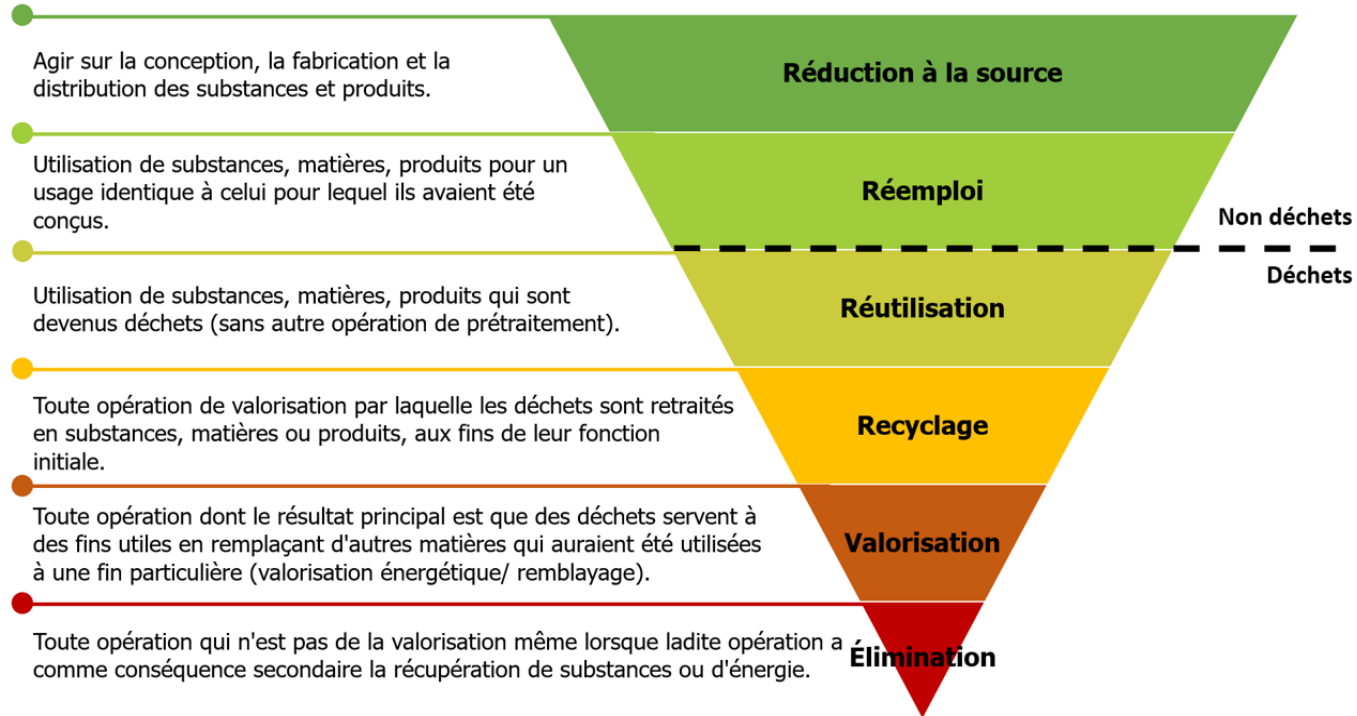 Agir sur la conception, la fabrication et la
distribution des substances et produits.
Réduction à la source
Utilisation de substances, matières, produits pour un
usage identique à celui pour lequel ils avaient été
conçus.
Réemploi
Non déchets
Déchets
Utilisation de substances, matières, produits qui sont
devenus déchets (sans autre opération de prétraitement).
Réutilisation
Toute opération de valorisation par laquelle les déchets sont retraités
en substances, matières ou produits, aux fins de leur fonction
initiale.
Recyclage
Toute opération dont le résultat principal est que des déchets servent à
des fins utiles en remplaçant d'autres matières qui auraient été utilisées
à une fin particulière (valorisation énergétique/ remblayage).
Valorisation
Toute opération qui n'est pas de la valorisation même lorsque ladite opération a
comme conséquence secondaire la récupération de substances ou d'énergie.
Élimination